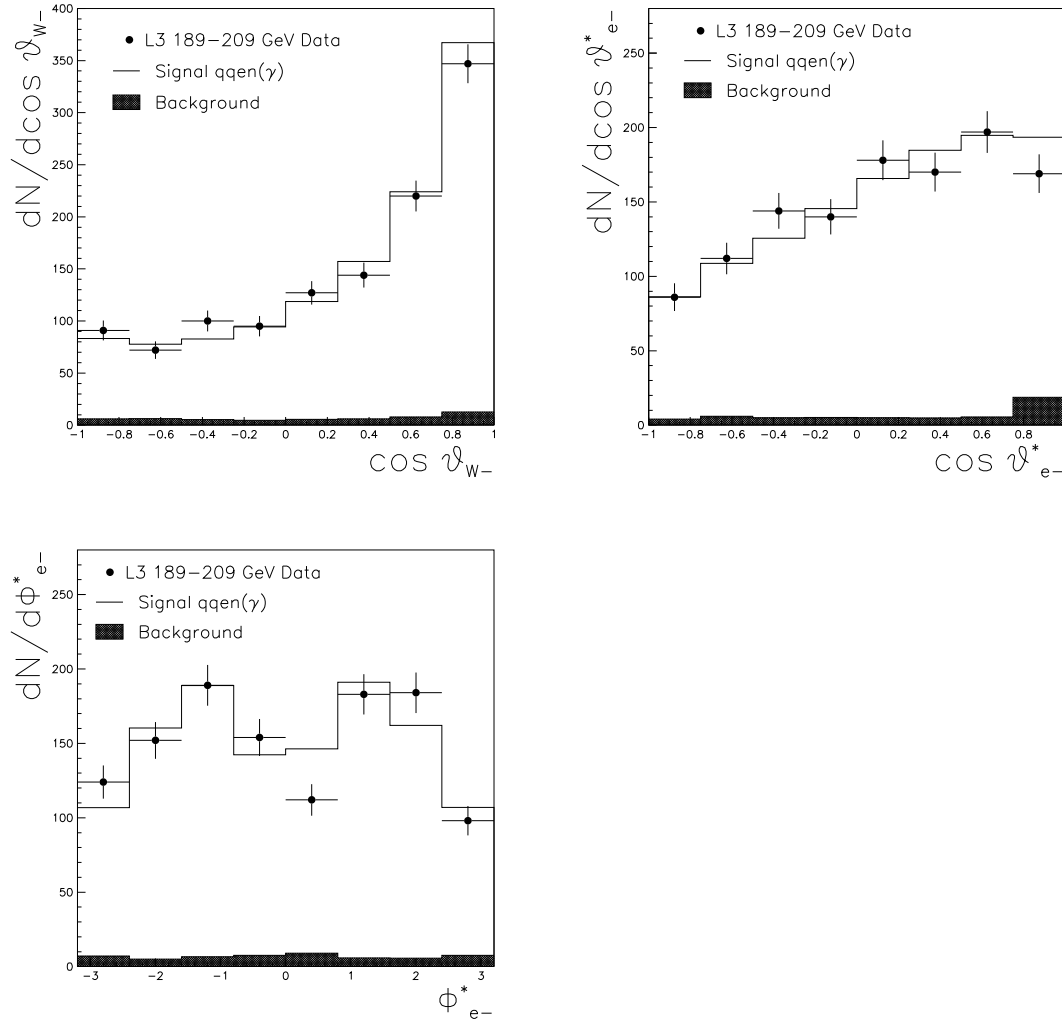 dN/dcos ϑW−
400
350
300
250
200
150
100
50
0
L3 189−209 GeV Data
Signal qqen(γ)
Background
−1 −0.8 −0.6 −0.4 −0.2 0 0.2 0.4 0.6 0.8 1
cos ϑW−
dN/dcos ϑ*e−
250
200
150
100
50
0
L3 189−209 GeV Data
Signal qqen(γ)
Background
−1 −0.8 −0.6 −0.4 −0.2 0 0.2 0.4 0.6 0.8
cos ϑ*e−
dN/dϕ*e−
250
200
150
100
50
0
L3 189−209 GeV Data
Signal qqen(γ)
Background
−3 −2 −1 0 1 2 3
ϕ*e−